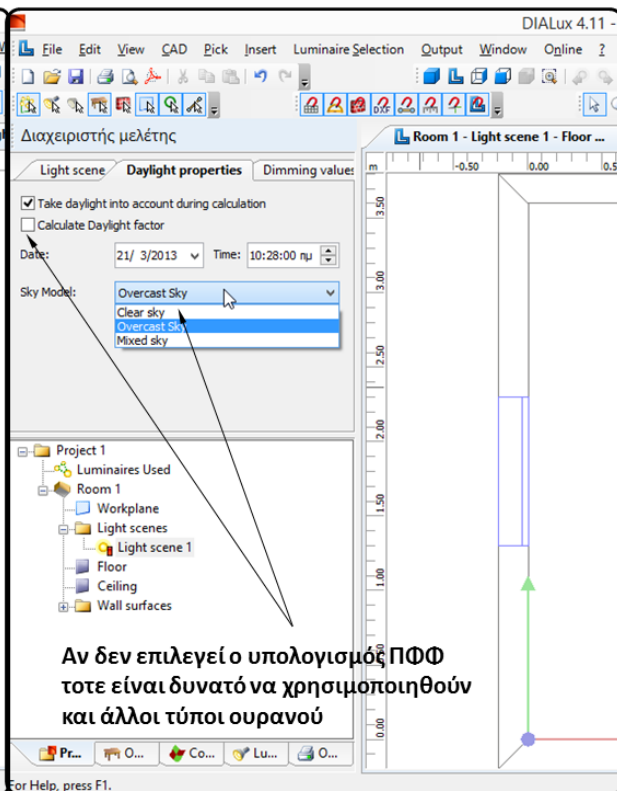 DIALux 4.11 -
File Edit View CAD Pick Insert Luminaire Selection Output Window Online ?
Διαχειριστής μελέτης
Room 1 - Light scene 1 - Floor ...
Light scene Daylight properties Dimming values
m -0.50 0.00 0.5
Take daylight into account during calculation
Calculate Daylight factor
Date: 21/ 3/2013 Time: 10:28:00 πμ
Sky Model: Overcast Sky
Clear sky
Overcast Sky
Mixed sky
3.50
3.00
2.50
2.00
1.50
1.00
0.50
0.00
Project 1
Luminaires Used
Room 1
Workplane
Light scenes
Light scene 1
Floor
Ceiling
Wall surfaces
Αν δεν επιλεγεί ο υπολογισμός ΠΦΦ
τοτε είναι δυνατό να χρησιμοποιηθούν
και άλλοι τύποι ουρανού
Pr... O... Co... Lu... O...
For Help, press F1.